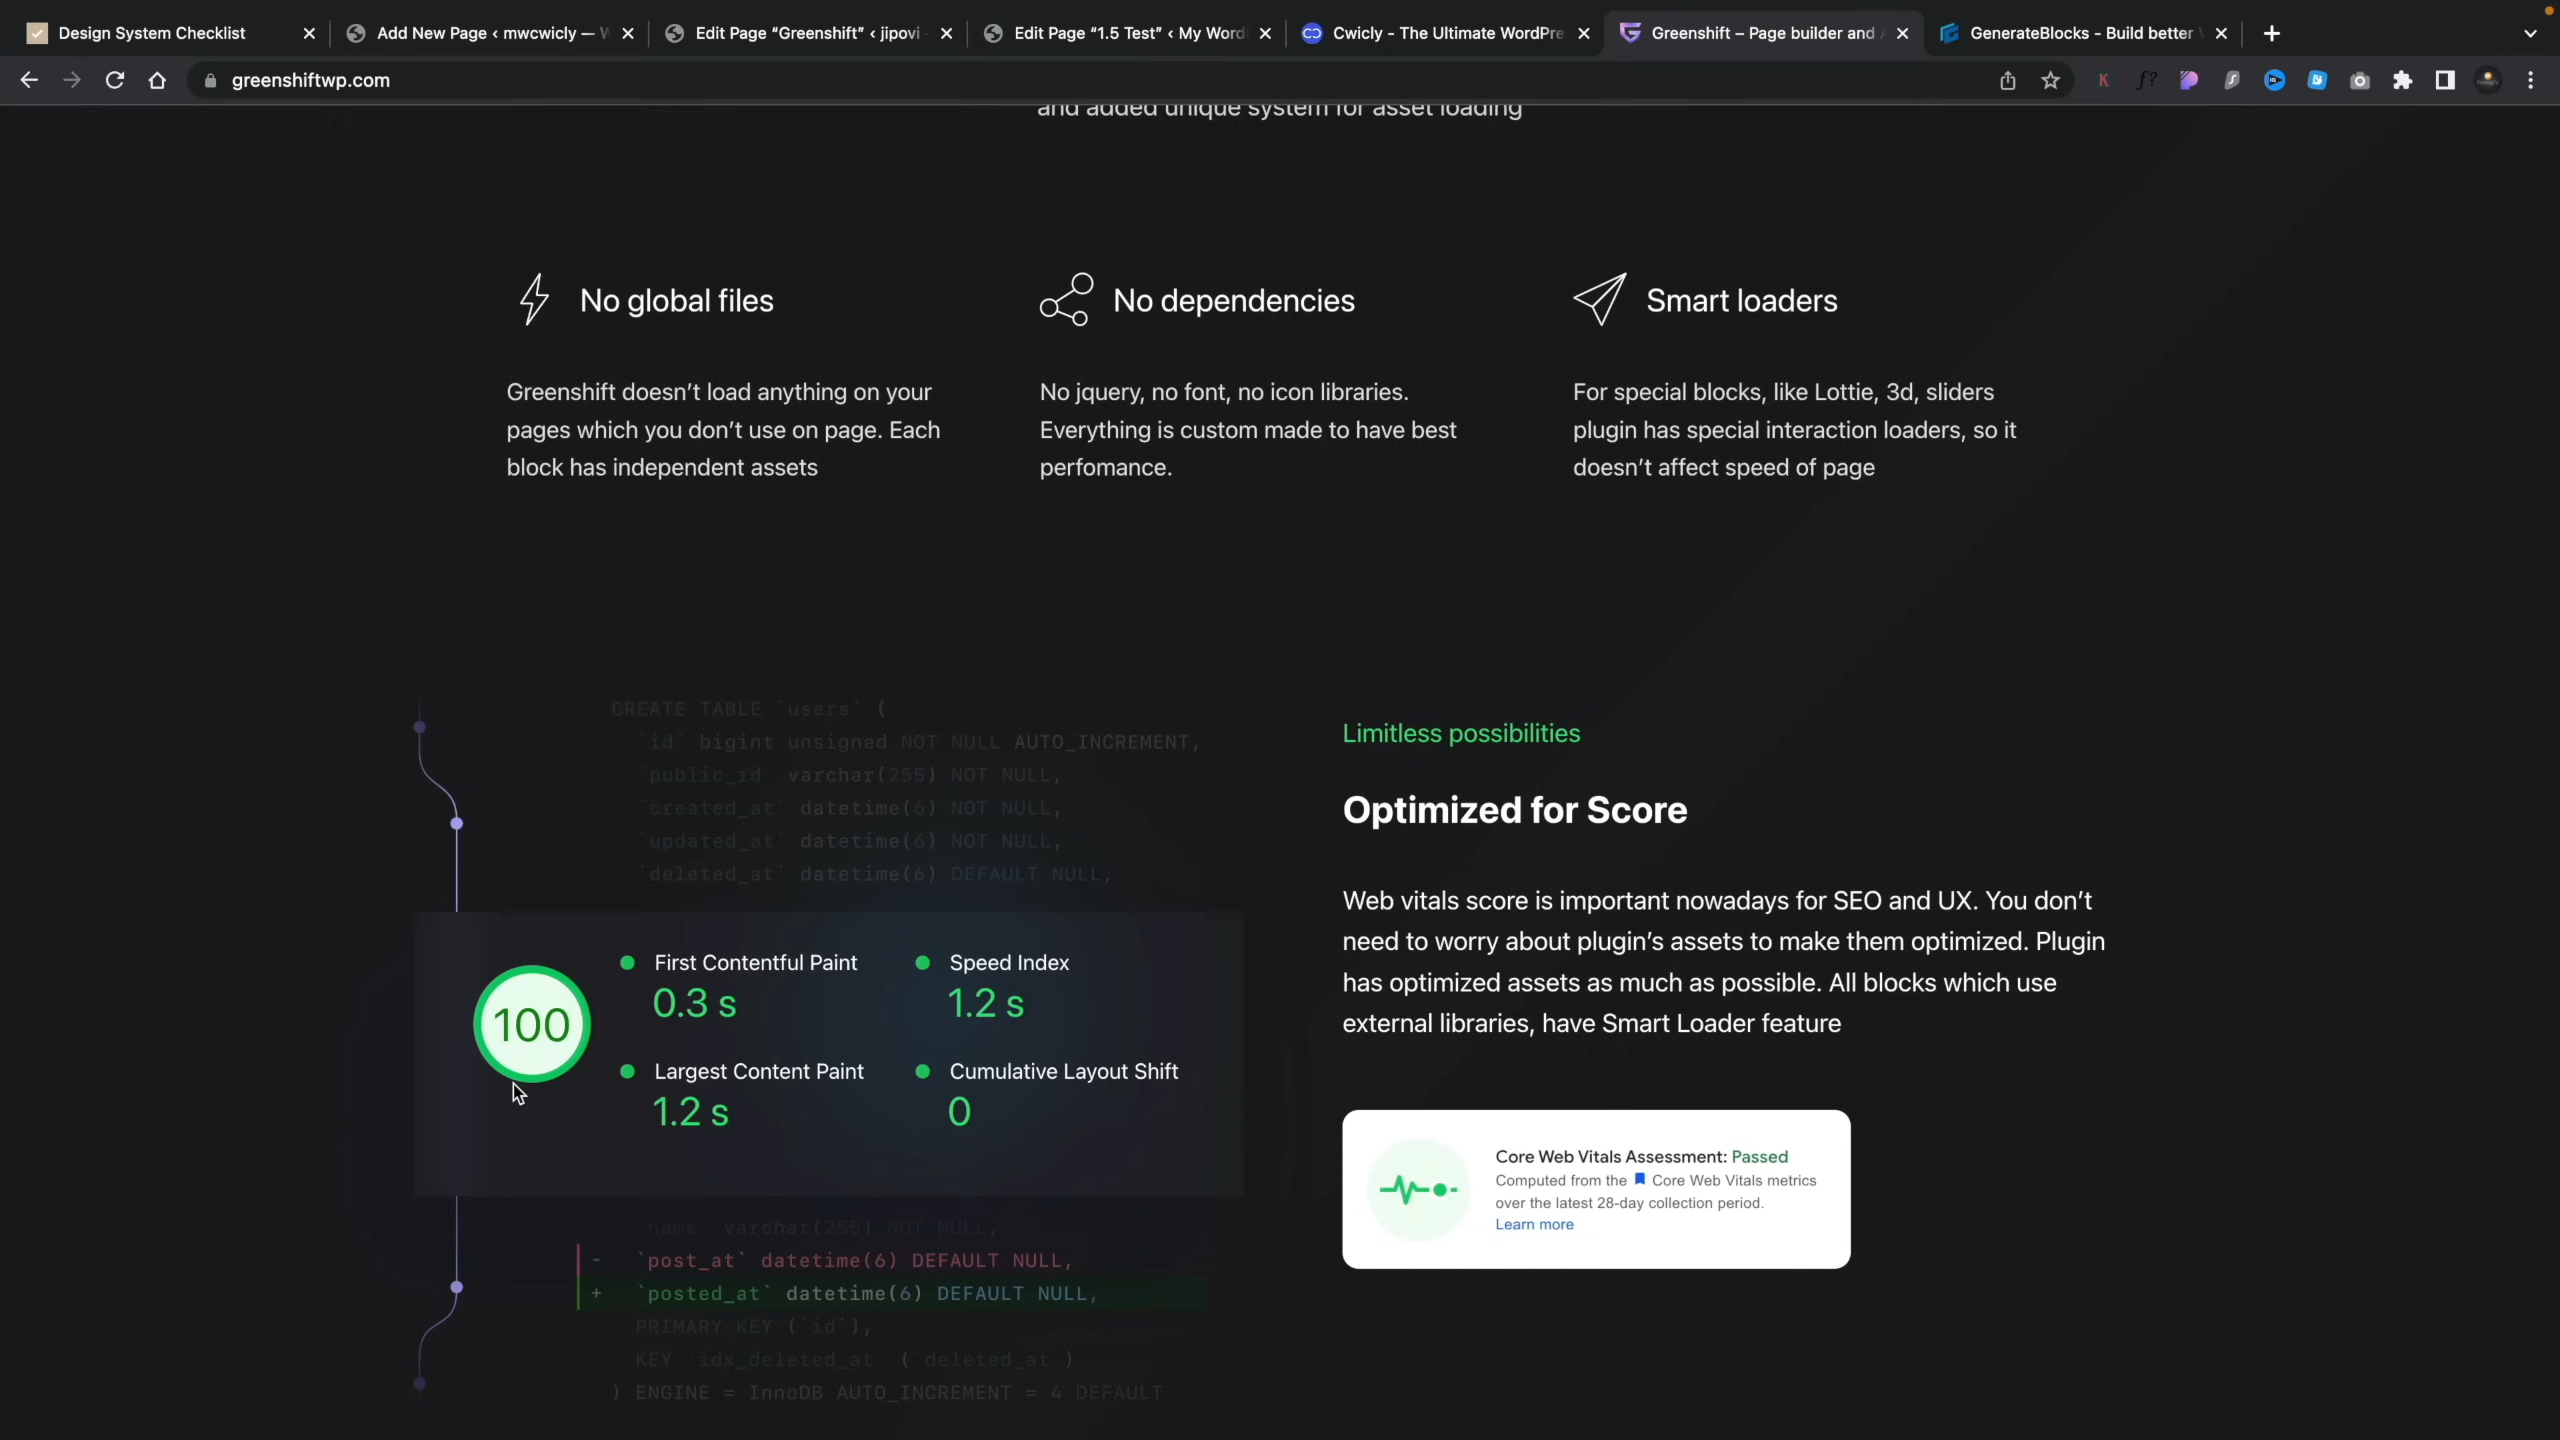 Design System Checklist
Add New Page ‹ mwcwicly — W
Edit Page “Greenshift” ‹ jipovi -
Edit Page “1.5 Test” ‹ My Word
Cwicly - The Ultimate WordPre
Greenshift – Page builder and A
GenerateBlocks - Build better W
greenshiftwp.com
and added unique system for asset loading
No global files
Greenshift doesn’t load anything on your
pages which you don’t use on page. Each
block has independent assets
No dependencies
No jquery, no font, no icon libraries.
Everything is custom made to have best
perfomance.
Smart loaders
For special blocks, like Lottie, 3d, sliders
plugin has special interaction loaders, so it
doesn’t affect speed of page
CREATE TABLE `users` (
`id` bigint unsigned NOT NULL AUTO_INCREMENT,
`public_id` varchar(255) NOT NULL,
`created_at` datetime(6) NOT NULL,
`updated_at` datetime(6) NOT NULL,
`deleted_at` datetime(6) DEFAULT NULL,
100
First Contentful Paint
0.3 s
Speed Index
1.2 s
Largest Content Paint
1.2 s
Cumulative Layout Shift
0
`name` varchar(255) NOT NULL,
- `post_at` datetime(6) DEFAULT NULL,
+ `posted_at` datetime(6) DEFAULT NULL,
PRIMARY KEY (`id`),
KEY `idx_deleted_at` (`deleted_at`)
) ENGINE = InnoDB AUTO_INCREMENT = 4 DEFAULT
Limitless possibilities
Optimized for Score
Web vitals score is important nowadays for SEO and UX. You don’t
need to worry about plugin’s assets to make them optimized. Plugin
has optimized assets as much as possible. All blocks which use
external libraries, have Smart Loader feature
Core Web Vitals Assessment: Passed
Computed from the Core Web Vitals metrics
over the latest 28-day collection period.
Learn more